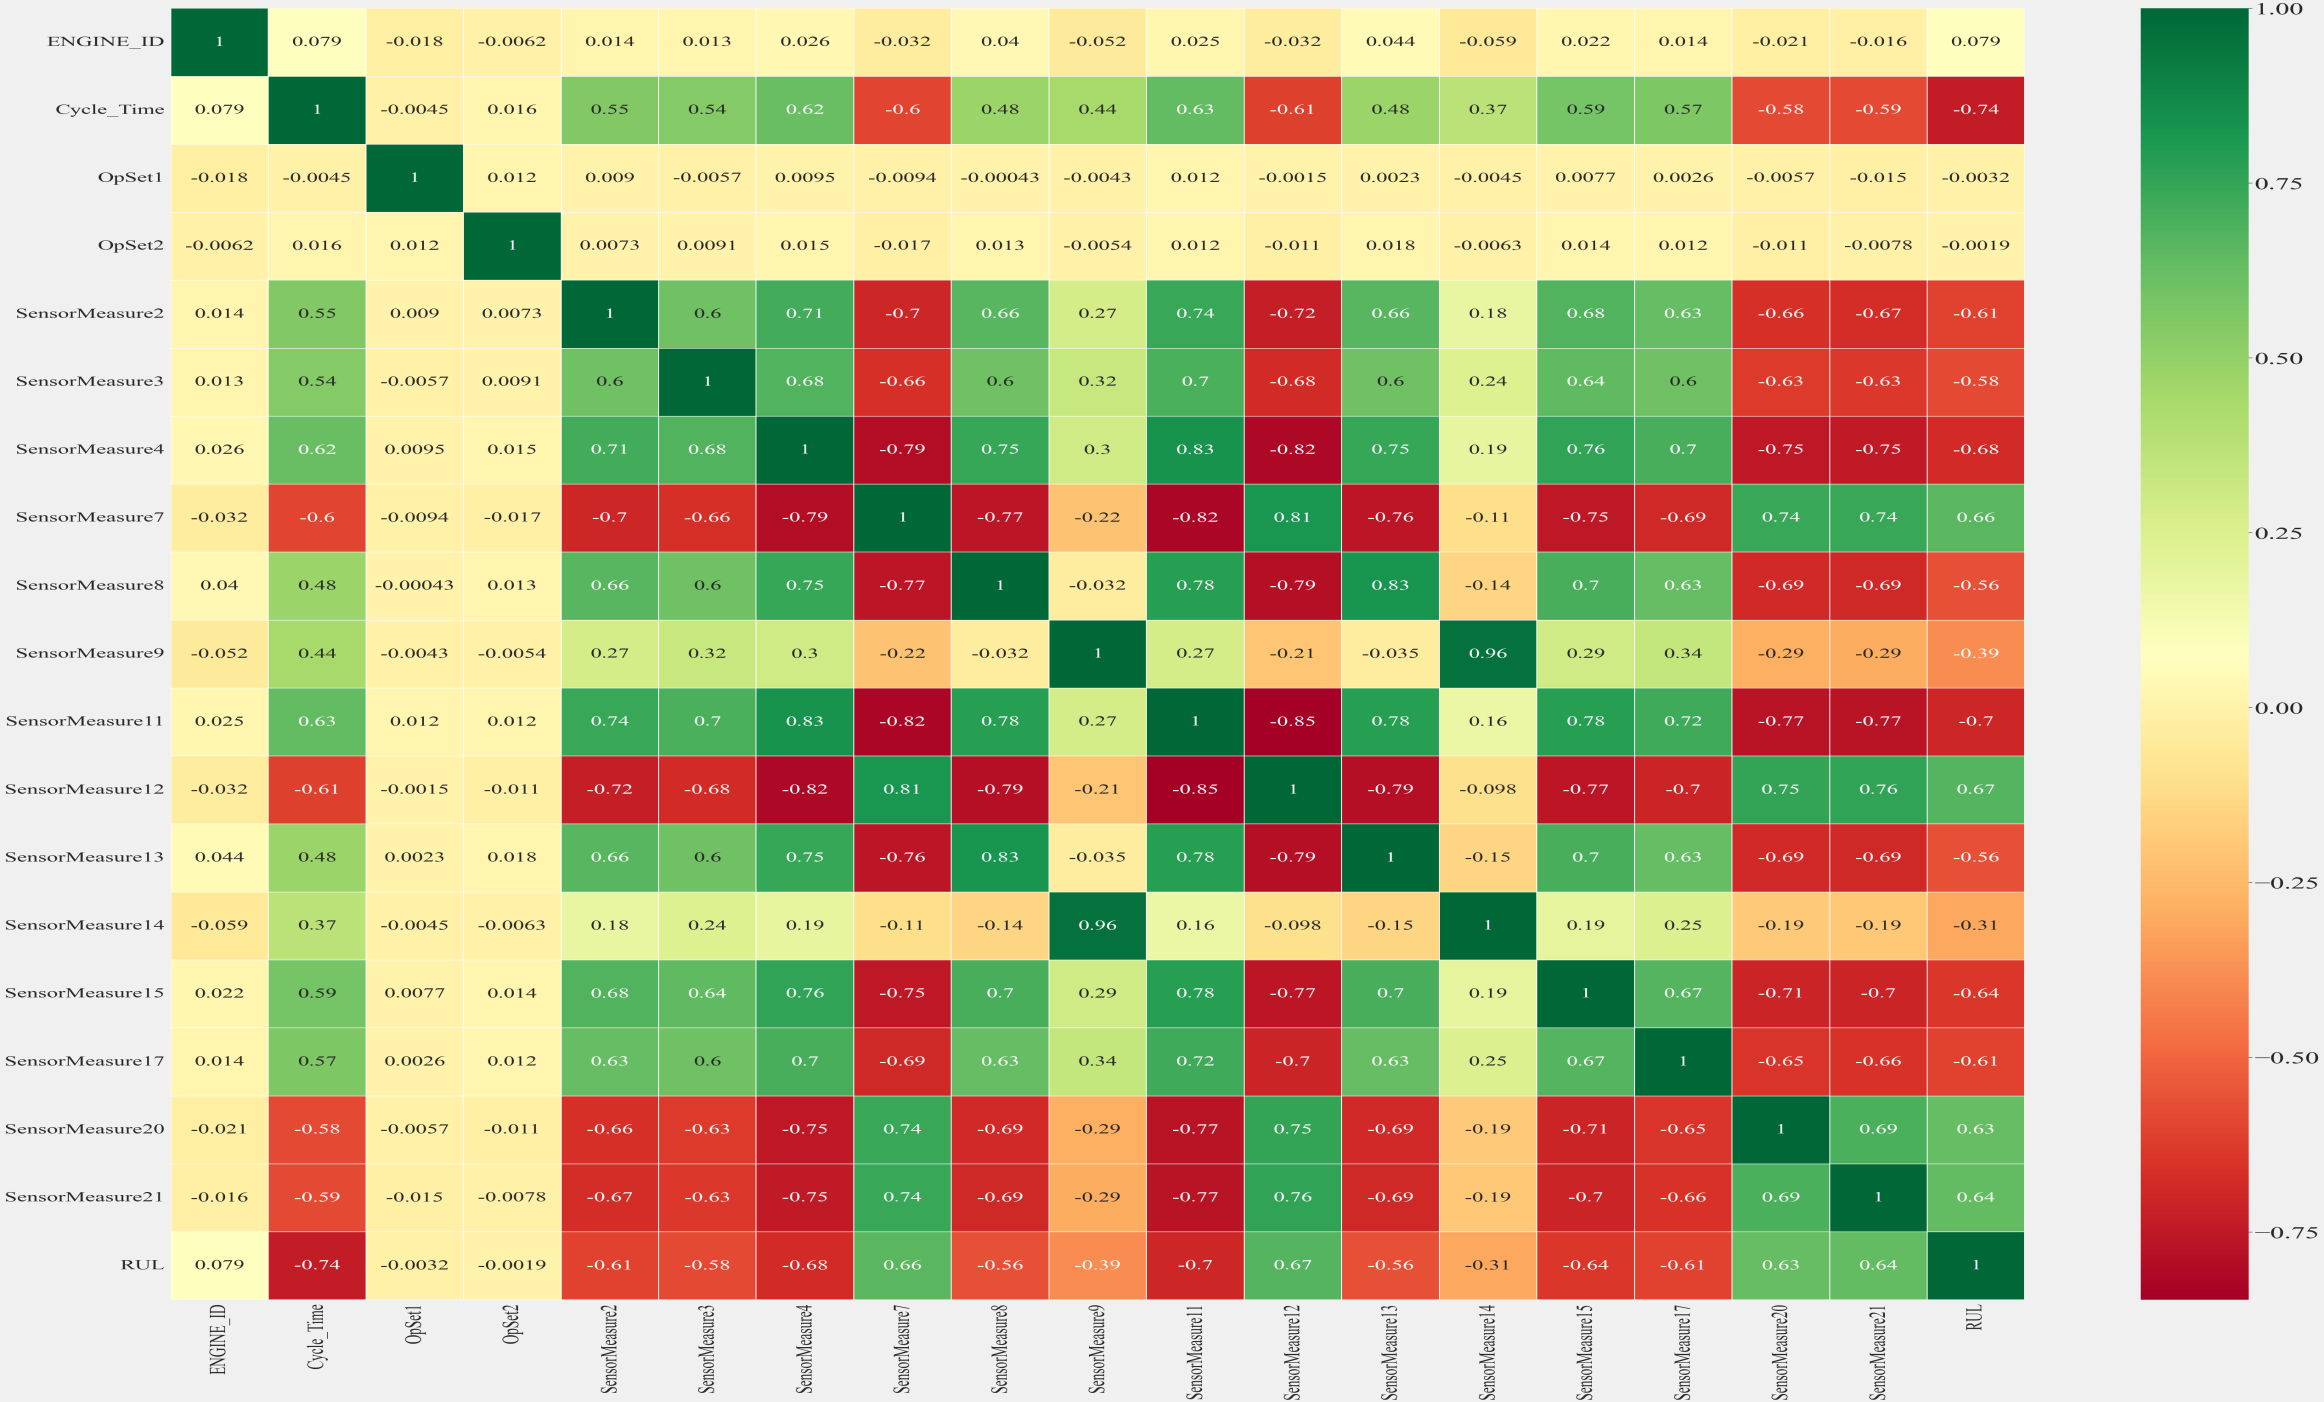 ENGINE_ID 1 0.079 -0.018 -0.0062 0.014 0.013 0.026 -0.032 0.04 -0.052 0.025 -0.032 0.044 -0.059 0.022 0.014 -0.021 -0.016 0.079
Cycle_Time 0.079 1 -0.0045 0.016 0.55 0.54 0.62 -0.6 0.48 0.44 0.63 -0.61 0.48 0.37 0.59 0.57 -0.58 -0.59 -0.74
OpSet1 -0.018 -0.0045 1 0.012 0.009 -0.0057 0.0095 -0.0094 -0.00043 -0.0043 0.012 -0.0015 0.0023 -0.0045 0.0077 0.0026 -0.0057 -0.015 -0.0032
OpSet2 -0.0062 0.016 0.012 1 0.0073 0.0091 0.015 -0.017 0.013 -0.0054 0.012 -0.011 0.018 -0.0063 0.014 0.012 -0.011 -0.0078 -0.0019
SensorMeasure2 0.014 0.55 0.009 0.0073 1 0.6 0.71 -0.7 0.66 0.27 0.74 -0.72 0.66 0.18 0.68 0.63 -0.66 -0.67 -0.61
SensorMeasure3 0.013 0.54 -0.0057 0.0091 0.6 1 0.68 -0.66 0.6 0.32 0.7 -0.68 0.6 0.24 0.64 0.6 -0.63 -0.63 -0.58
SensorMeasure4 0.026 0.62 0.0095 0.015 0.71 0.68 1 -0.79 0.75 0.3 0.83 -0.82 0.75 0.19 0.76 0.7 -0.75 -0.75 -0.68
SensorMeasure7 -0.032 -0.6 -0.0094 -0.017 -0.7 -0.66 -0.79 1 -0.77 -0.22 -0.82 0.81 -0.76 -0.11 -0.75 -0.69 0.74 0.74 0.66
SensorMeasure8 0.04 0.48 -0.00043 0.013 0.66 0.6 0.75 -0.77 1 -0.032 0.78 -0.79 0.83 -0.14 0.7 0.63 -0.69 -0.69 -0.56
SensorMeasure9 -0.052 0.44 -0.0043 -0.0054 0.27 0.32 0.3 -0.22 -0.032 1 0.27 -0.21 -0.035 0.96 0.29 0.34 -0.29 -0.29 -0.39
SensorMeasure11 0.025 0.63 0.012 0.012 0.74 0.7 0.83 -0.82 0.78 0.27 1 -0.85 0.78 0.16 0.78 0.72 -0.77 -0.77 -0.7
SensorMeasure12 -0.032 -0.61 -0.0015 -0.011 -0.72 -0.68 -0.82 0.81 -0.79 -0.21 -0.85 1 -0.79 -0.098 -0.77 -0.7 0.75 0.76 0.67
SensorMeasure13 0.044 0.48 0.0023 0.018 0.66 0.6 0.75 -0.76 0.83 -0.035 0.78 -0.79 1 -0.15 0.7 0.63 -0.69 -0.69 -0.56
SensorMeasure14 -0.059 0.37 -0.0045 -0.0063 0.18 0.24 0.19 -0.11 -0.14 0.96 0.16 -0.098 -0.15 1 0.19 0.25 -0.19 -0.19 -0.31
SensorMeasure15 0.022 0.59 0.0077 0.014 0.68 0.64 0.76 -0.75 0.7 0.29 0.78 -0.77 0.7 0.19 1 0.67 -0.71 -0.7 -0.64
SensorMeasure17 0.014 0.57 0.0026 0.012 0.63 0.6 0.7 -0.69 0.63 0.34 0.72 -0.7 0.63 0.25 0.67 1 -0.65 -0.66 -0.61
SensorMeasure20 -0.021 -0.58 -0.0057 -0.011 -0.66 -0.63 -0.75 0.74 -0.69 -0.29 -0.77 0.75 -0.69 -0.19 -0.71 -0.65 1 0.69 0.63
SensorMeasure21 -0.016 -0.59 -0.015 -0.0078 -0.67 -0.63 -0.75 0.74 -0.69 -0.29 -0.77 0.76 -0.69 -0.19 -0.7 -0.66 0.69 1 0.64
RUL 0.079 -0.74 -0.0032 -0.0019 -0.61 -0.58 -0.68 0.66 -0.56 -0.39 -0.7 0.67 -0.56 -0.31 -0.64 -0.61 0.63 0.64 1
ENGINE_ID Cycle_Time OpSet1 OpSet2 SensorMeasure2 SensorMeasure3 SensorMeasure4 SensorMeasure7 SensorMeasure8 SensorMeasure9 SensorMeasure11 SensorMeasure12 SensorMeasure13 SensorMeasure14 SensorMeasure15 SensorMeasure17 SensorMeasure20 SensorMeasure21 RUL
1.00
0.75
0.50
0.25
0.00
−0.25
−0.50
−0.75